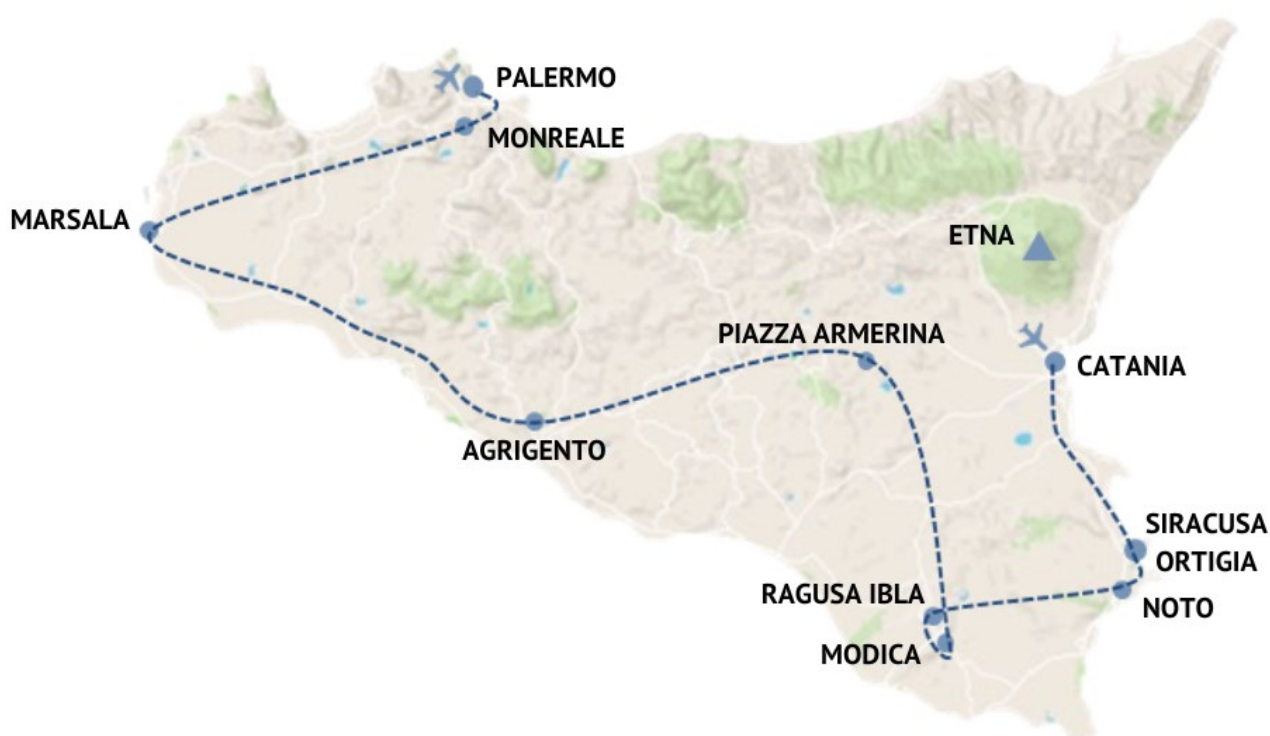 PALERMO
MONREALE
MARSALA
ETNA
PIAZZA ARMERINA
CATANIA
AGRIGENTO
SIRACUSA
ORTIGIA
RAGUSA IBLA
NOTO
MODICA